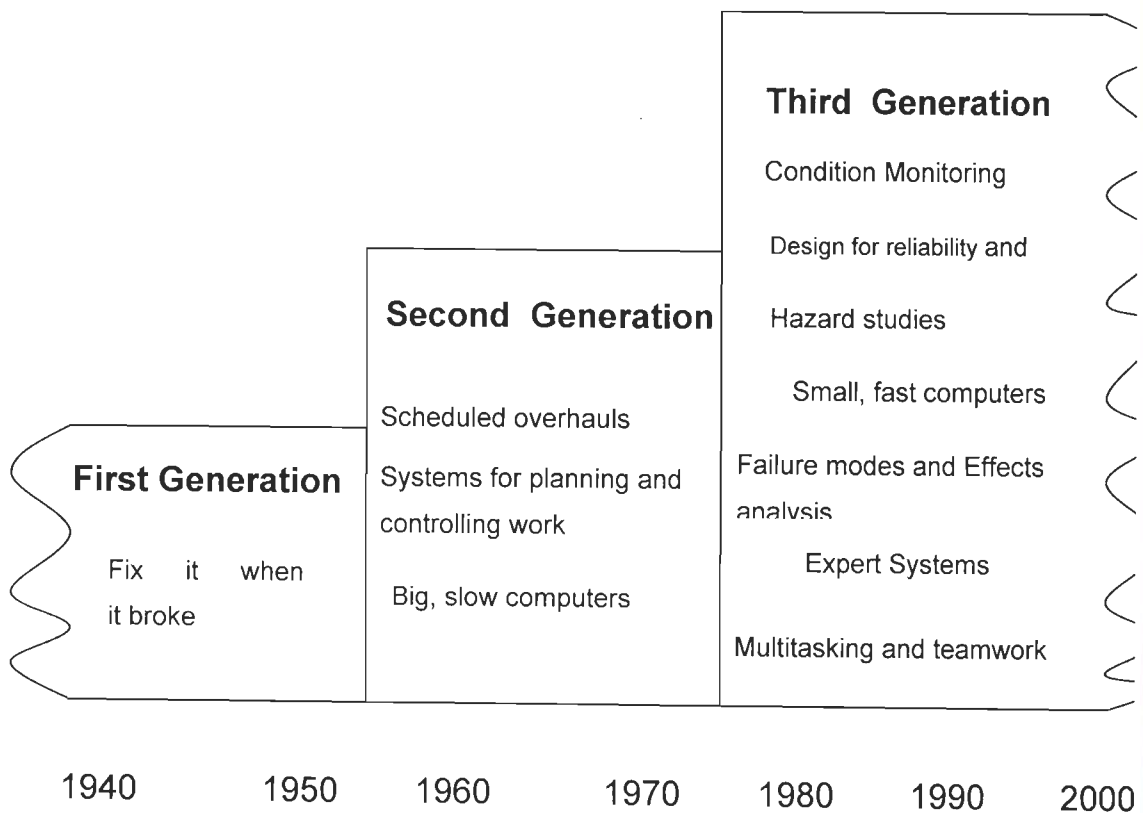 First Generation
Fix it when
it broke
Second Generation
Scheduled overhauls
Systems for planning and
controlling work
Big, slow computers
Third Generation
Condition Monitoring
Design for reliability and
Hazard studies
Small, fast computers
Failure modes and Effects
analysis
Expert Systems
Multitasking and teamwork
1940 1950 1960 1970 1980 1990 2000